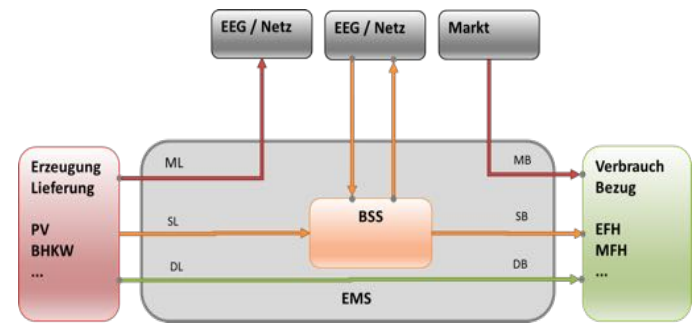 EEG / Netz
EEG / Netz
Markt
Erzeugung
Lieferung
PV
BHKW
...
ML
MB
Verbrauch
Bezug
EFH
MFH
...
BSS
SL
SB
DL
DB
EMS